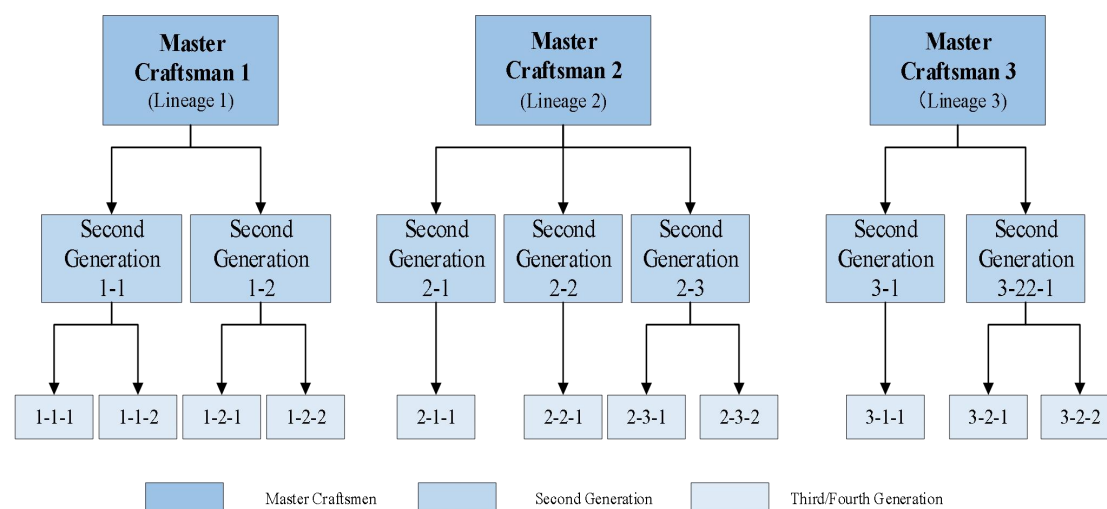 Master
Craftsman 1
(Lineage 1)
Master
Craftsman 2
(Lineage 2)
Master
Craftsman 3
（Lineage 3)
Second
Generation
1-1
Second
Generation
1-2
Second
Generation
2-1
Second
Generation
2-2
Second
Generation
2-3
Second
Generation
3-1
Second
Generation
3-22-1
1-1-1
1-1-2
1-2-1
1-2-2
2-1-1
2-2-1
2-3-1
2-3-2
3-1-1
3-2-1
3-2-2
Master Craftsmen
Second Generation
Third/Fourth Generation